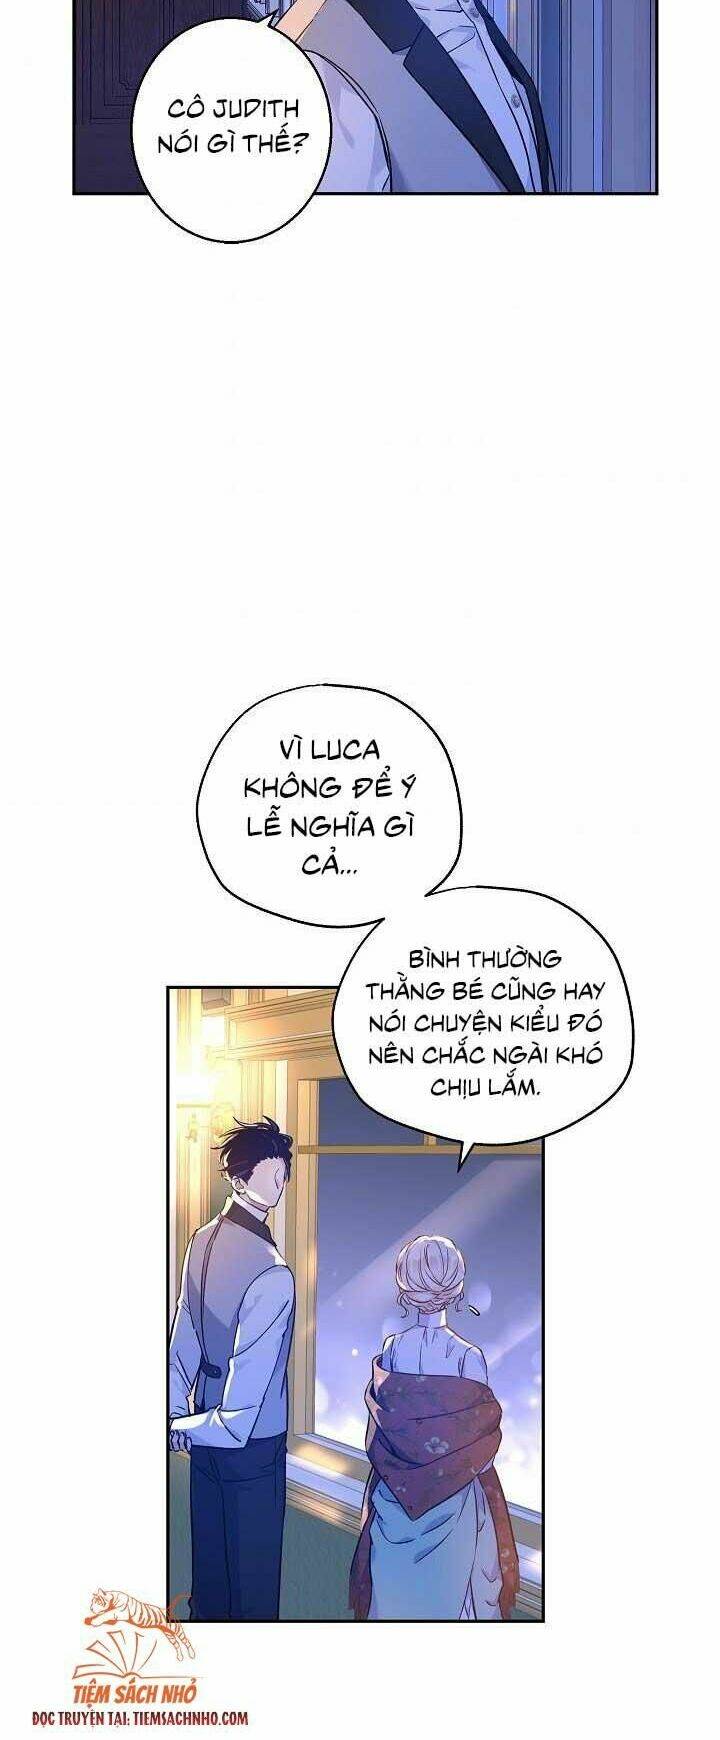 CÔ JUDITH
NÓI GÌ THẾ?
VÌ LUCA
KHÔNG ĐỂ Ý
LỄ NGHĨA GÌ
CẢ...
BÌNH THƯỜNG
THẰNG BÉ CŨNG HAY
NÓI CHUYỆN KIỂU ĐÓ
NÊN CHẮC NGÀI KHÓ
CHỊU LẮM.
TIỆM SÁCH NHỎ
ĐỌC TRUYỆN TẠI: TIEMSACHNHO.COM